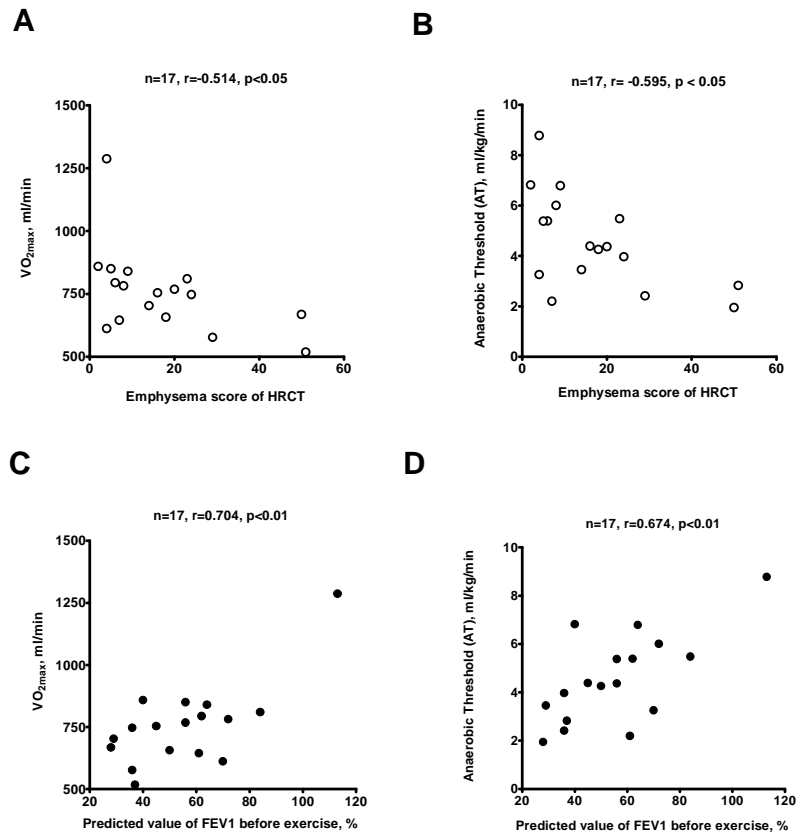 A
n=17, r=-0.514, p<0.05
1500
1250
1000
750
500
0
20
40
60
VO2max, ml/min
Emphysema score of HRCT
B
n=17, r= -0.595, p < 0.05
10
8
6
4
2
0
0
20
40
60
Anaerobic Threshold (AT), ml/kg/min
Emphysema score of HRCT
C
n=17, r=0.704, p<0.01
1500
1250
1000
750
500
20
40
60
80
100
120
VO2max, ml/min
Predicted value of FEV1 before exercise, %
D
n=17, r=0.674, p<0.01
10
8
6
4
2
0
20
40
60
80
100
120
Anaerobic Threshold (AT), ml/kg/min
Predicted value of FEV1 before exercise, %